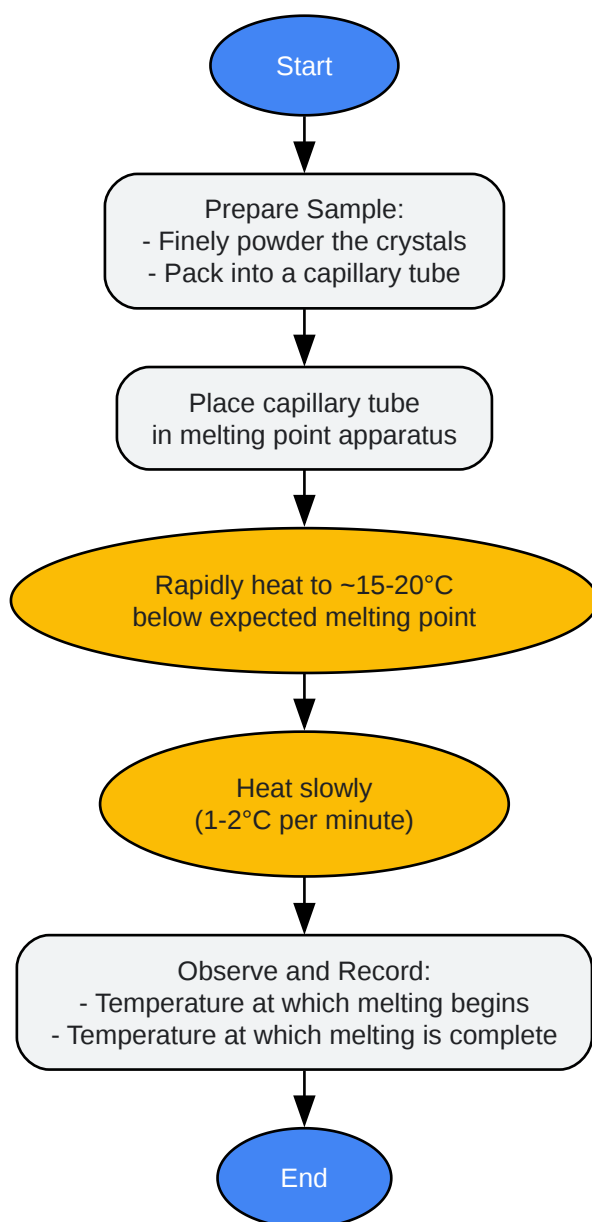 Start
Prepare Sample:
- Finely powder the crystals
- Pack into a capillary tube
Place capillary tube
in melting point apparatus
Rapidly heat to ~15-20°C
below expected melting point
Heat slowly
(1-2°C per minute)
Observe and Record:
- Temperature at which melting begins
- Temperature at which melting is complete
End